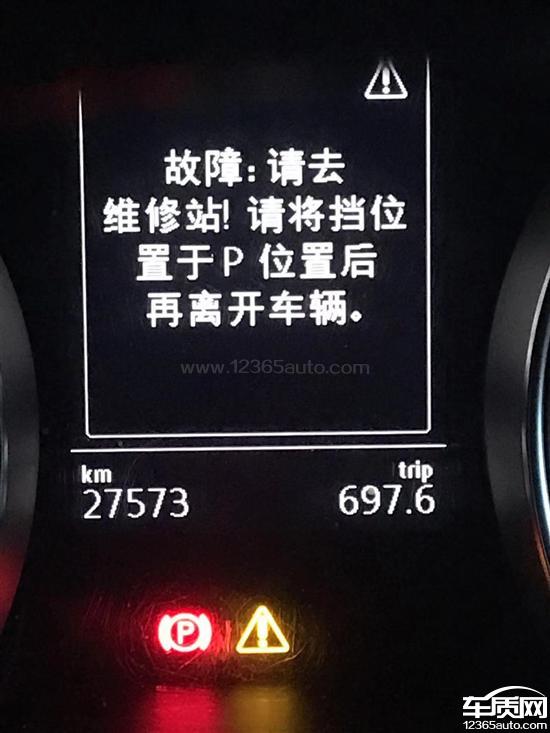 故障: 请去
维修站! 请将挡位
置于P 位置后
再离开车辆。
www.12365auto.com
km
trip
27573
697.6
P
车质网
12365auto.com